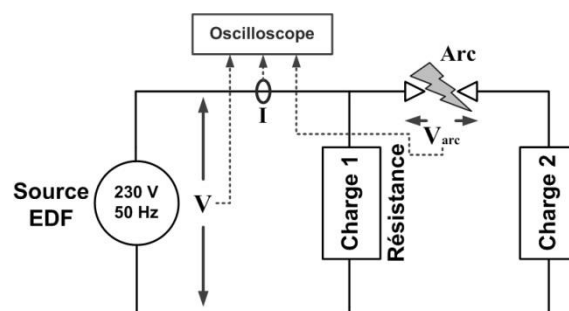 Oscilloscope
Arc
I
V arc
Source
EDF
230 V
50 Hz
V
Charge 1
Résistance
Charge 2